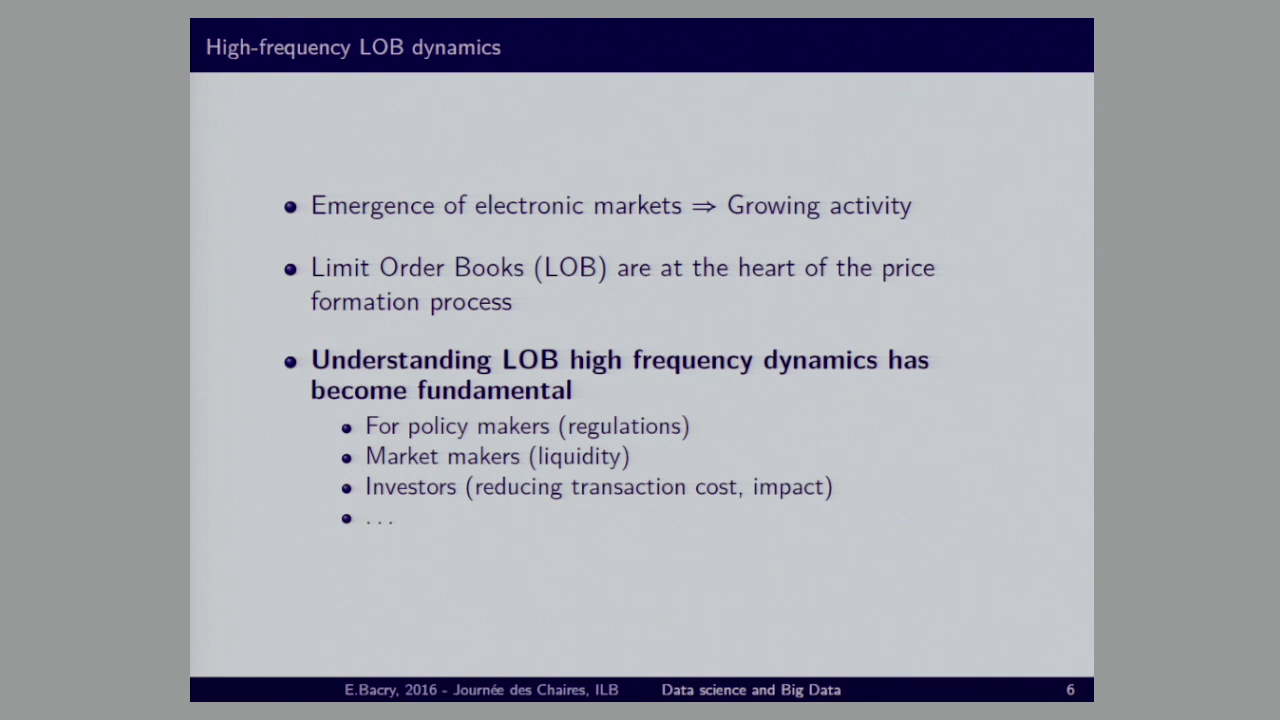 High-frequency LOB dynamics
Emergence of electronic markets ⇒ Growing activity
Limit Order Books (LOB) are at the heart of the price
formation process
Understanding LOB high frequency dynamics has
become fundamental
For policy makers (regulations)
Market makers (liquidity)
Investors (reducing transaction cost, impact)
. . .
E.Bacry, 2016 - Journée des Chaires, ILB Data science and Big Data 6